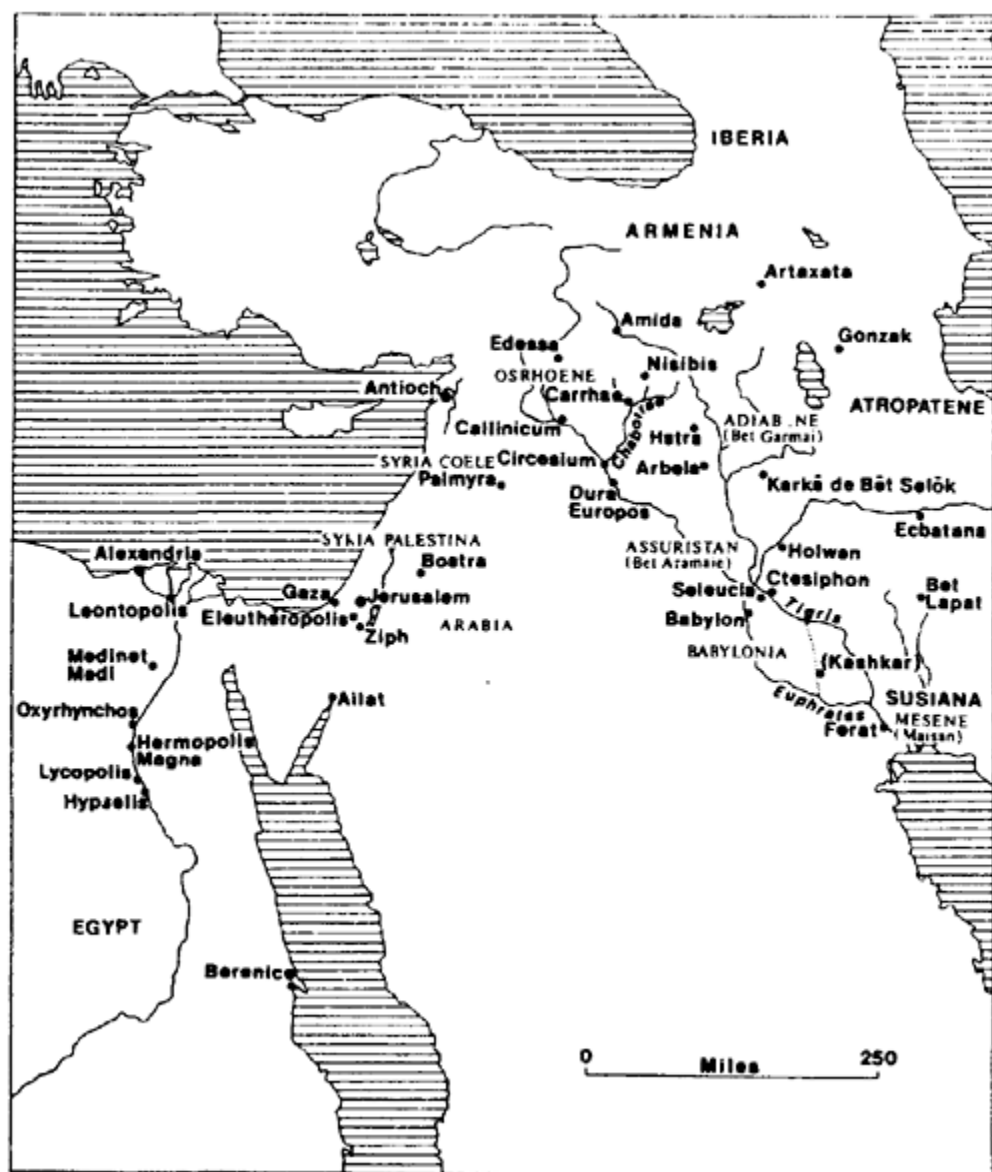 IBERIA
ARMENIA
Artaxata
Amida
Gonzak
Edessa
Nisibis
OSRHOENE
Antioch
Carrhae
Chaboras
ATROPATENE
ADIAB.NE
(Bet Garmai)
Callinicum
Hatra
SYRIA COELE
Circesium
Arbela
Palmyra
Karkā de Bēt Selōk
Dura
Europos
Ecbatana
SYRIA PALESTINA
ASSURISTAN
(Bet Aramaie)
Holwan
Alexandria
Bostra
Ctesiphon
Seleucia
Bet
Lapat
Gaza
Jerusalem
Tigris
Leontopolis
Eleutheropolis
Babylon
ARABIA
Ziph
BABYLONIA
Medinet
Madi
(Kashkar)
Ailat
SUSIANA
Oxyrhynchos
Euphrates
MESENE
(Maisan)
Ferat
Hermopolis
Magna
Lycopolis
Hypselis
EGYPT
Berenice
0
250
Miles